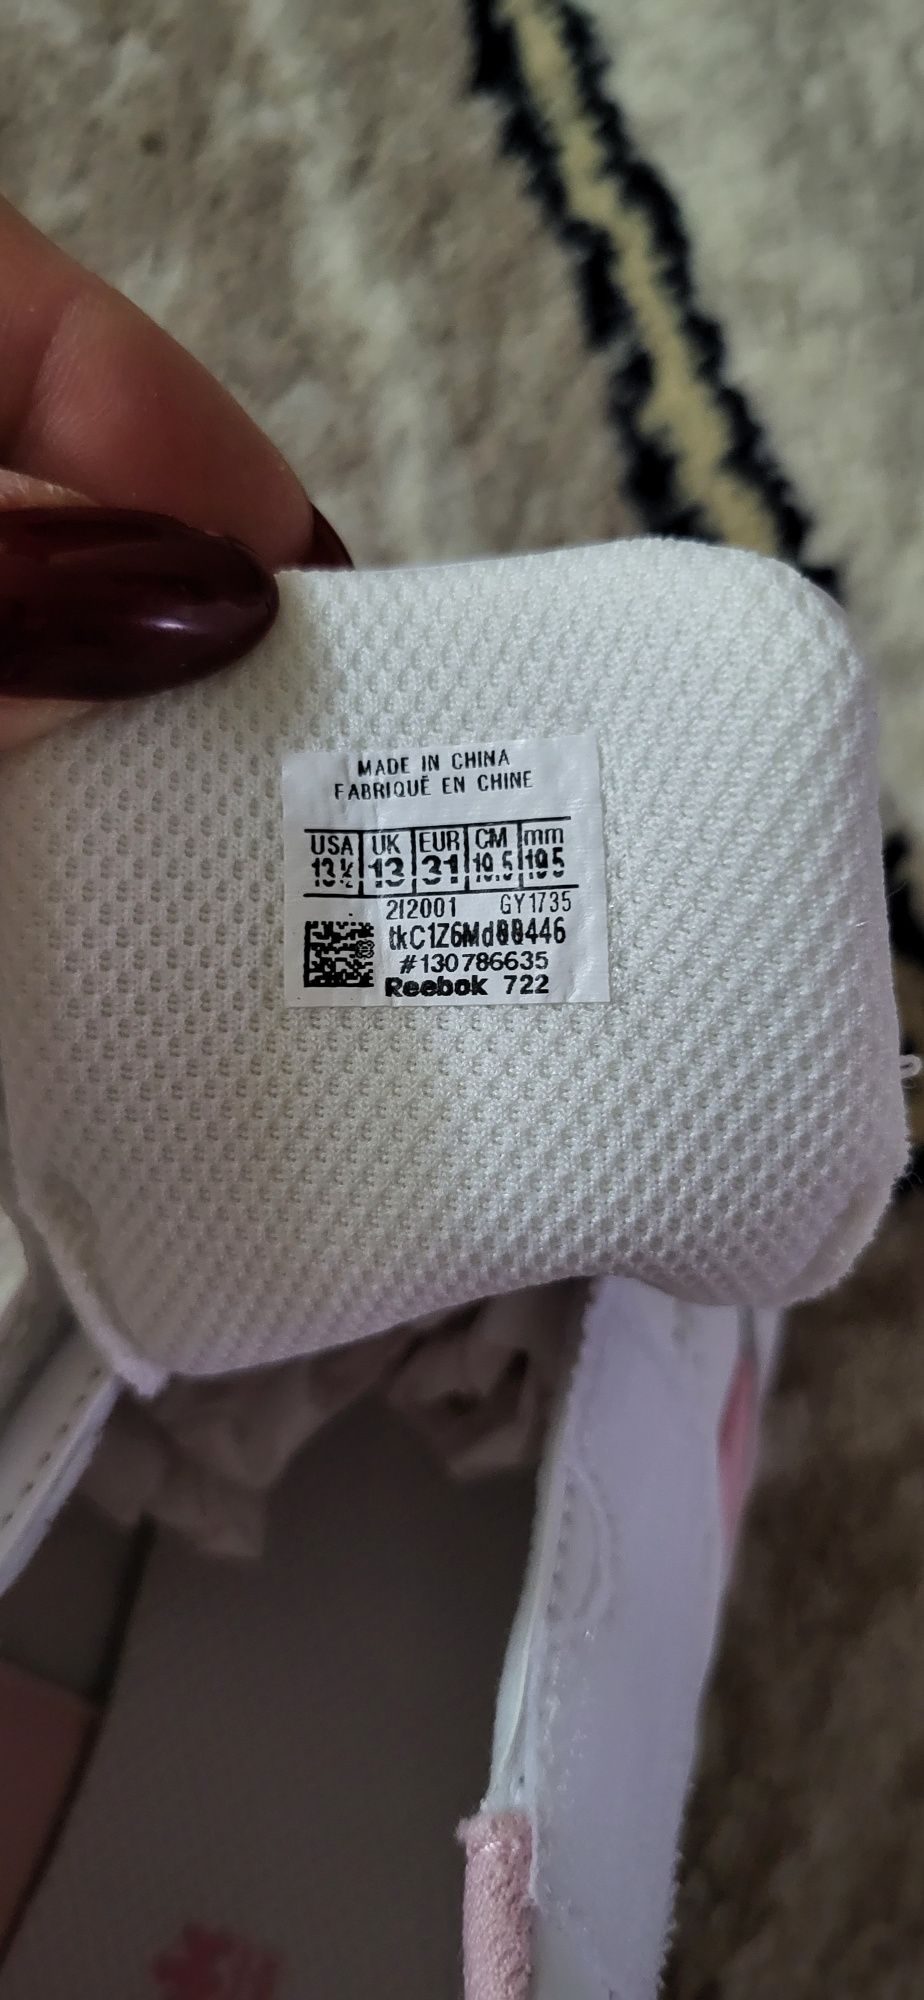 MADE IN CHINA
FABRIQUÉ EN CHINE
USA UK EUR CM mm
13½ 13 31 19.5 195
2I2001 GY1735
#130786635
Reebok 722